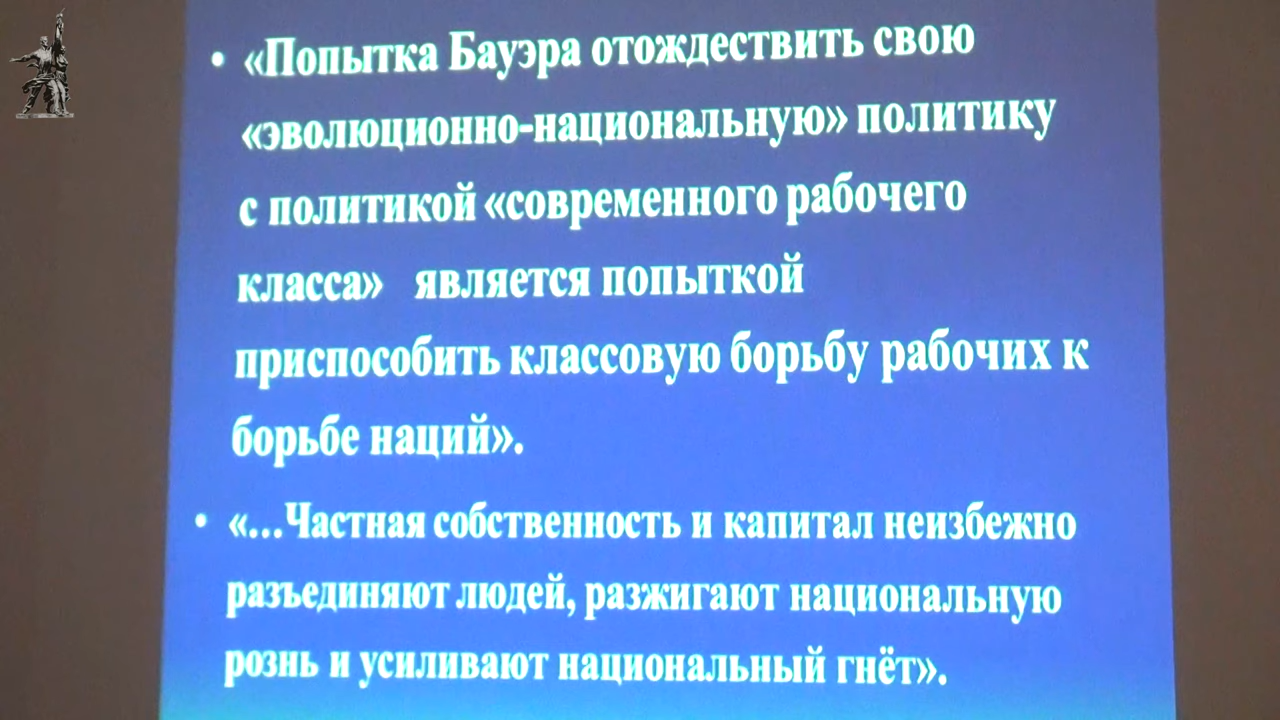 • «Попытка Бауэра отождествить свою
«эволюционно-национальную» политику
с политикой «современного рабочего
класса» является попыткой
приспособить классовую борьбу рабочих к
борьбе наций».
• «...Частная собственность и капитал неизбежно
разъединяют людей, разжигают национальную
рознь и усиливают национальный гнёт».